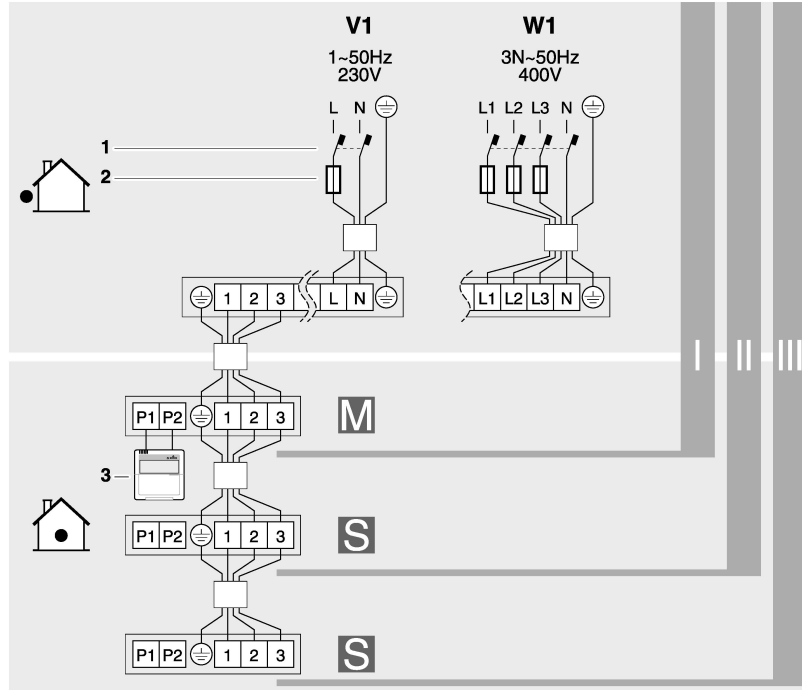 V1 W1
1~50Hz 3N~50Hz
230V 400V
L N L1 L2 L3 N
1
2
1 2 3 L N L1 L2 L3 N
I II III
P1 P2 1 2 3 M
3
P1 P2 1 2 3 S
P1 P2 1 2 3 S